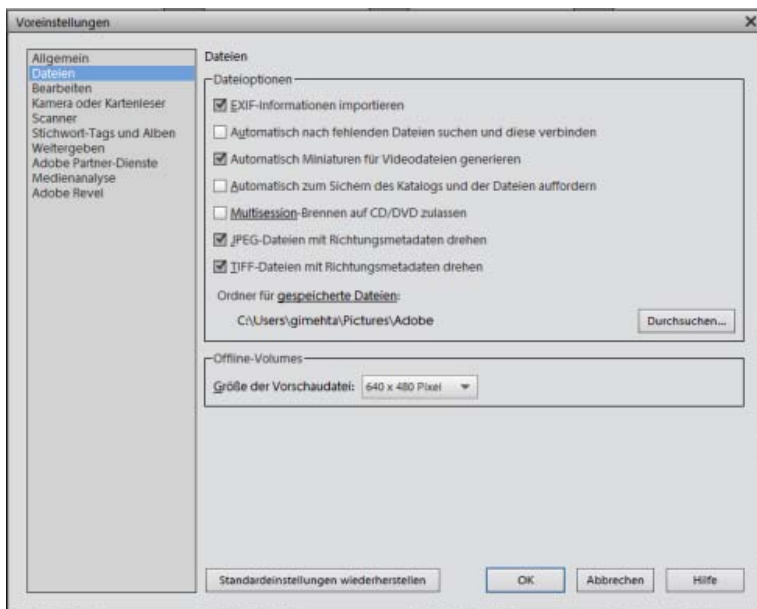 Voreinstellungen
Allgemein
Dateien
Bearbeiten
Kamera oder Kartenleser
Scanner
Stichwort-Tags und Alben
Weitergeben
Adobe Partner-Dienste
Medienanalyse
Adobe Revel
Dateien
Dateioptionen
EXIF-Informationen importieren
Automatisch nach fehlenden Dateien suchen und diese verbinden
Automatisch Miniaturen für Videodateien generieren
Automatisch zum Sichern des Katalogs und der Dateien auffordern
Multisession-Brennen auf CD/DVD zulassen
JPEG-Dateien mit Richtungsmetadaten drehen
TIFF-Dateien mit Richtungsmetadaten drehen
Ordner für gespeicherte Dateien:
C:\Users\gimehta\Pictures\Adobe
Durchsuchen...
Offline-Volumes
Größe der Vorschaudatei: 640 x 480 Pixel
Standardeinstellungen wiederherstellen
OK
Abbrechen
Hilfe